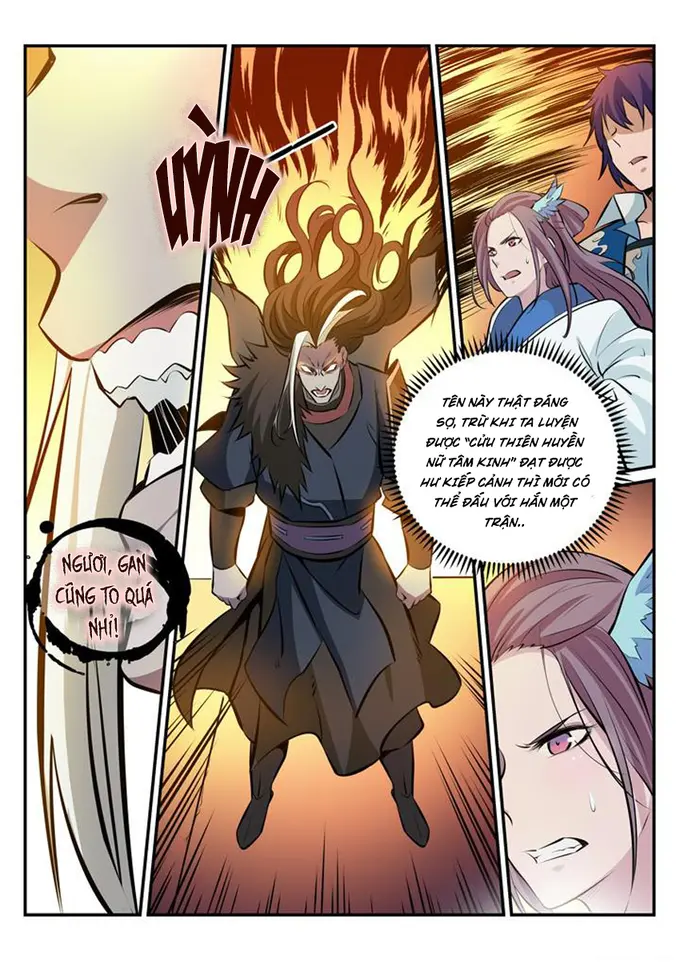 UỲNH
TÊN NÀY THẬT ĐÁNG
SỢ, TRỪ KHI TA LUYỆN
ĐƯỢC "CỬU THIÊN HUYỀN
NỮ TÂM KINH" ĐẠT ĐƯỢC
HƯ KIẾP CẢNH THÌ MỚI CÓ
THỂ ĐẤU VỚI HẮN MỘT
TRẬN..
NGƯƠI, GAN
CŨNG TO QUÁ
NHỈ!